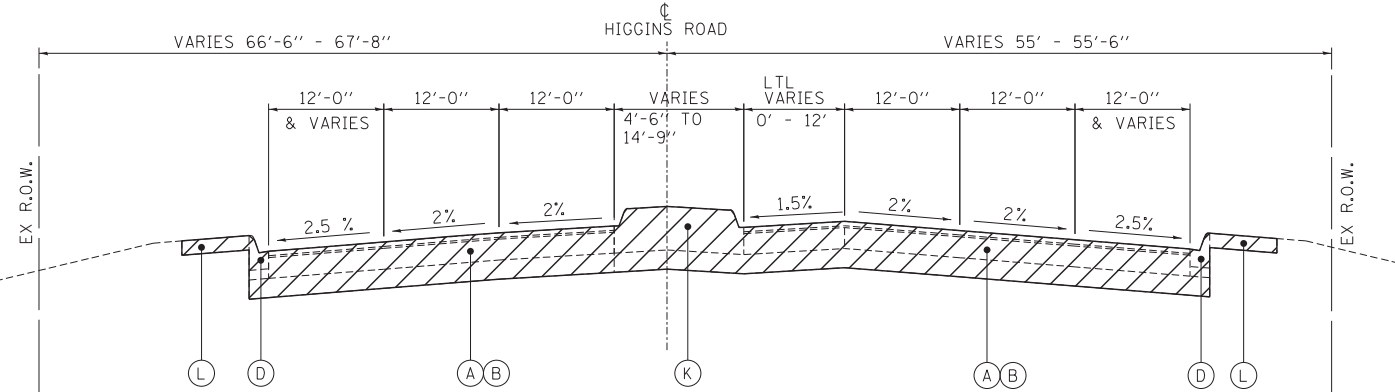 ℄
HIGGINS ROAD
VARIES 66'-6" - 67'-8"
VARIES 55' - 55'-6"
12'-0"
& VARIES
12'-0"
12'-0"
VARIES
4'-6" TO
14'-9"
LTL
VARIES
0' - 12'
12'-0"
12'-0"
12'-0"
& VARIES
EX R.O.W.
EX R.O.W.
2.5 %
2%
2%
1.5%
2%
2%
2.5%
L
D
A B
K
A B
D
L